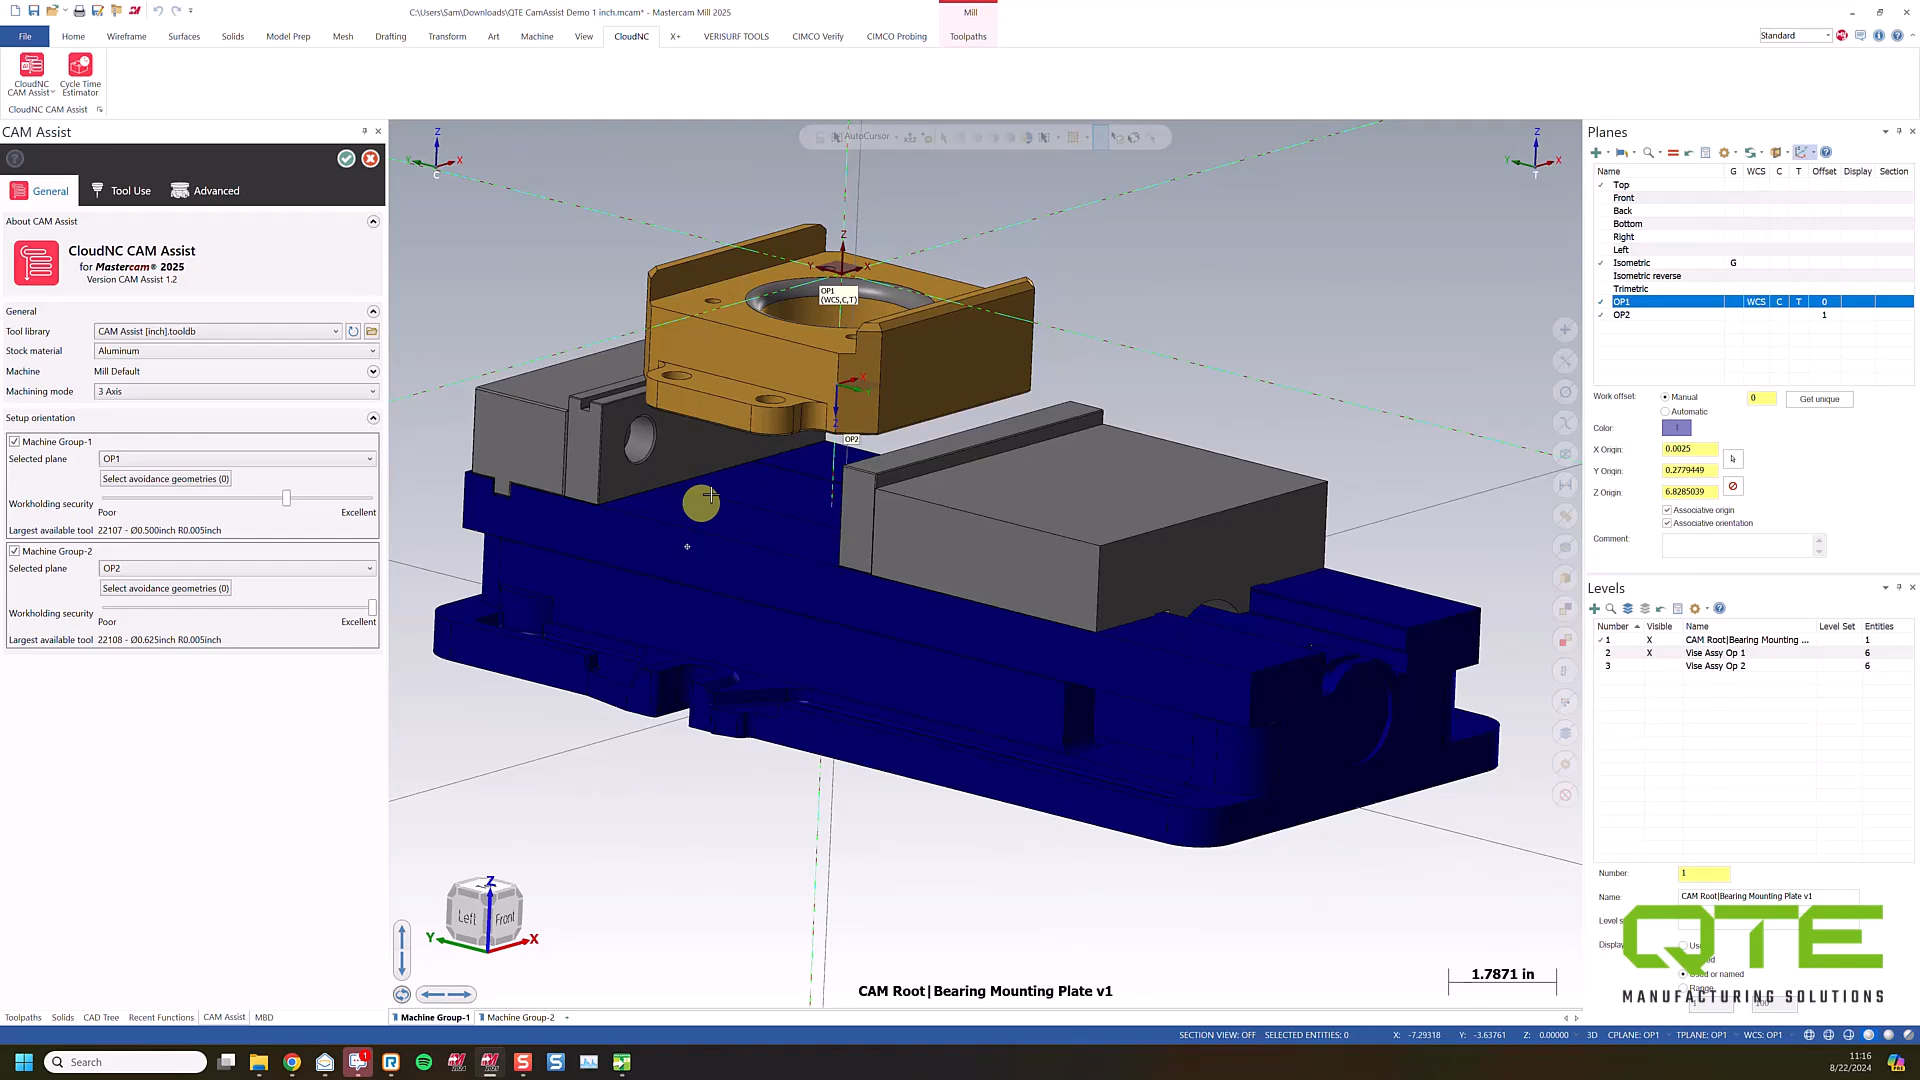 C:\Users\Sam\Downloads\QTE CamAssist Demo 1 inch.mcam* - Mastercam Mill 2025
Mill
File
Home
Wireframe
Surfaces
Solids
Model Prep
Mesh
Drafting
Transform
Art
Machine
View
CloudNC
X+
VERISURF TOOLS
CIMCO Verify
CIMCO Probing
Toolpaths
Standard
CloudNC
CAM Assist
Cycle Time
Estimator
CloudNC CAM Assist
CAM Assist
General
Tool Use
Advanced
About CAM Assist
CloudNC CAM Assist
for Mastercam® 2025
Version CAM Assist 1.2
General
Tool library
CAM Assist [inch].tooldb
Stock material
Aluminum
Machine
Mill Default
Machining mode
3 Axis
Setup orientation
Machine Group-1
Selected plane
OP1
Select avoidance geometries (0)
Workholding security
Poor
Excellent
Largest available tool 22107 - Ø0.500inch R0.005inch
Machine Group-2
Selected plane
OP2
Select avoidance geometries (0)
Workholding security
Poor
Excellent
Largest available tool 22108 - Ø0.625inch R0.005inch
Toolpaths
Solids
CAD Tree
Recent Functions
CAM Assist
MBD
AutoCursor
Z
Y
X
C
Z
Y
X
T
Z
Y
X
OP1
(WCS,C,T)
X
Z
OP2
Z
Left
Front
Y
X
CAM Root|Bearing Mounting Plate v1
1.7871 in
Machine Group-1
Machine Group-2
+
Planes
Name
G
WCS
C
T
Offset
Display
Section
Top
Front
Back
Bottom
Right
Left
Isometric
G
Isometric reverse
Trimetric
OP1
WCS
C
T
0
OP2
1
Work offset:
Manual
0
Get unique
Automatic
Color:
1
X Origin:
0.0025
Y Origin:
0.2779449
Z Origin:
6.8285039
Associative origin
Associative orientation
Comment:
Levels
Number
Visible
Name
Level Set
Entities
1
X
CAM Root|Bearing Mounting ...
1
2
X
Vise Assy Op 1
6
3
Vise Assy Op 2
6
Number:
1
Name:
CAM Root|Bearing Mounting Plate v1
Level
Display
Used or named
Range
QTE
MANUFACTURING SOLUTIONS
SECTION VIEW: OFF
SELECTED ENTITIES: 0
X: -7.29318
Y: -3.63761
Z: 0.00000
3D
CPLANE: OP1
TPLANE: OP1
WCS: OP1
Search
1
11:16
8/22/2024